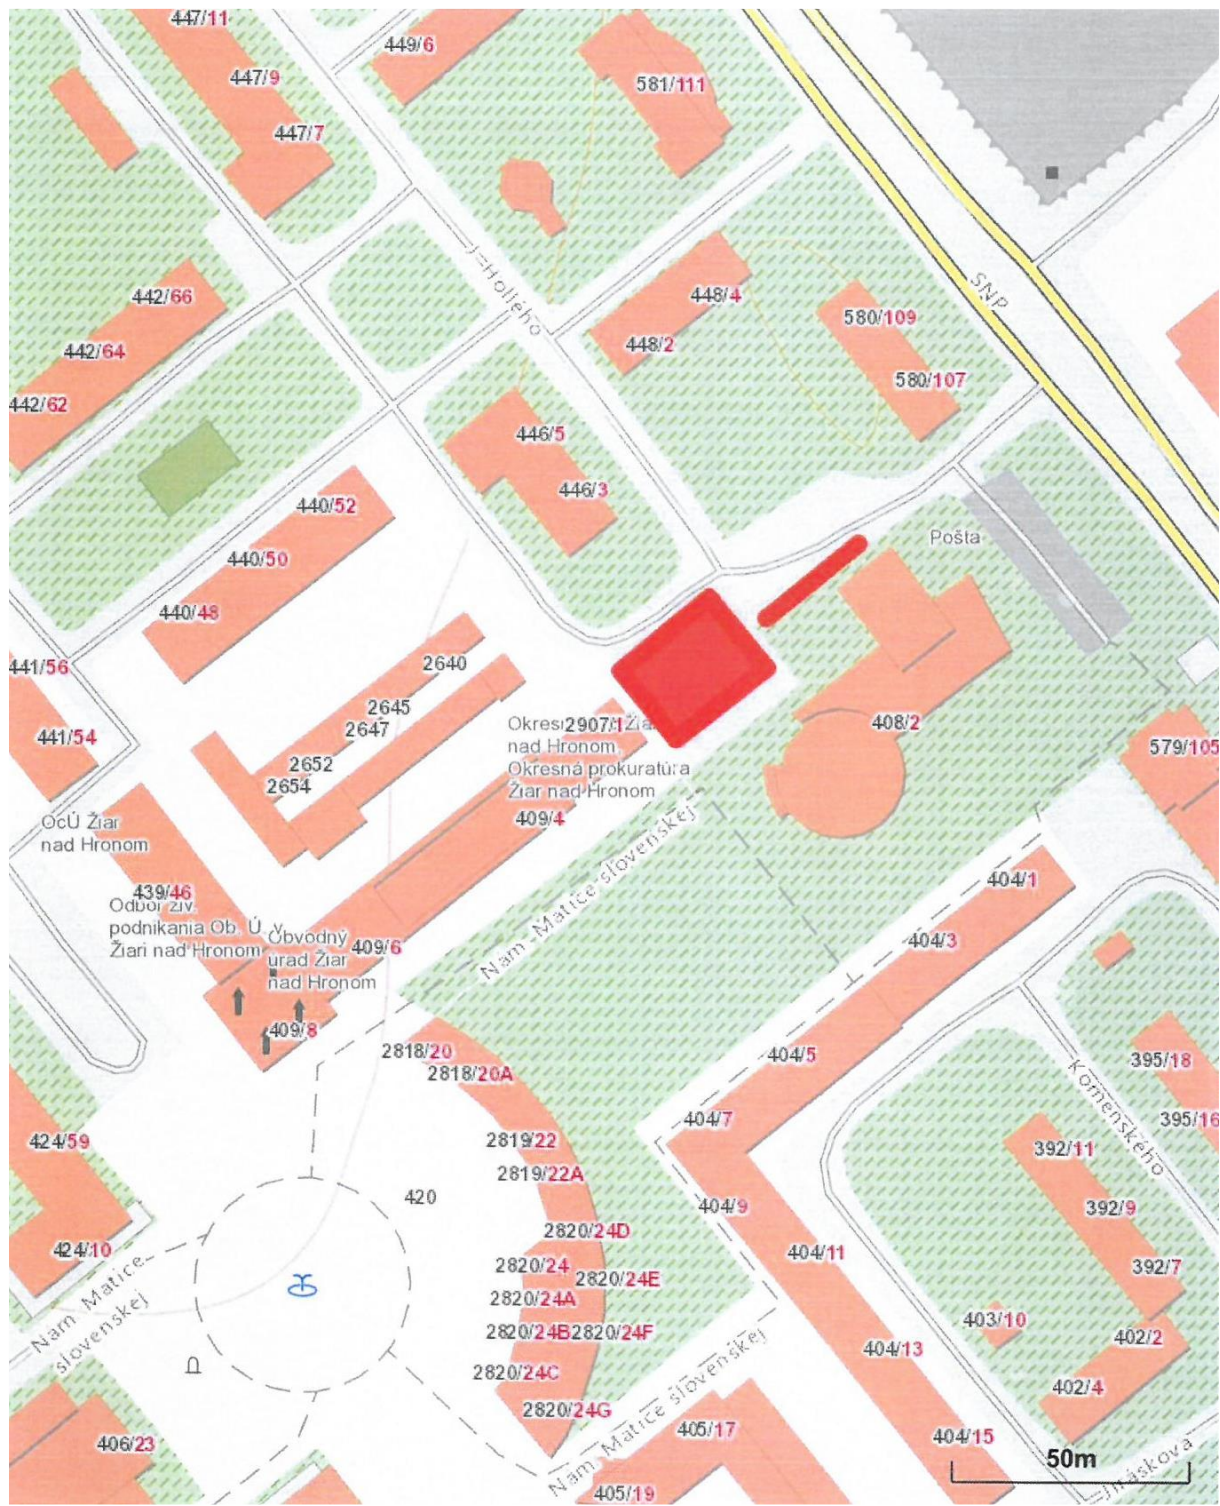 447/11
449/6
447/9
581/111
447/7
J. Hollého
SNP
442/66
448/4
580/109
448/2
442/64
580/107
442/62
446/5
446/3
440/52
Pošta
440/50
440/48
2640
441/56
2645
2647
408/2
2907/1
441/54
nad Hronom,
579/105
2652
Okresná prokuratúra
2654
Žiar nad Hronom
409/4
OcÚ Žiar
nad Hronom
Nám. Matice slovenskej
404/1
439/46
Odbor živ.
podnikania Ob. Ú. v
Žiari nad Hronom
Obvodný
úrad Žiar
nad Hronom
409/6
404/3
409/8
2818/20
2818/20A
404/5
395/18
Komenského
404/7
395/16
2819/22
392/11
424/59
2819/22A
420
404/9
392/9
2820/24D
404/11
424/10
2820/24
2820/24E
392/7
2820/24A
Nám. Matice
slovenskej
2820/24B
2820/24F
403/10
402/2
404/13
2820/24C
402/4
2820/24G
Nám. Matice slovenskej
405/17
406/23
404/15
50m
Jiráskova
405/19